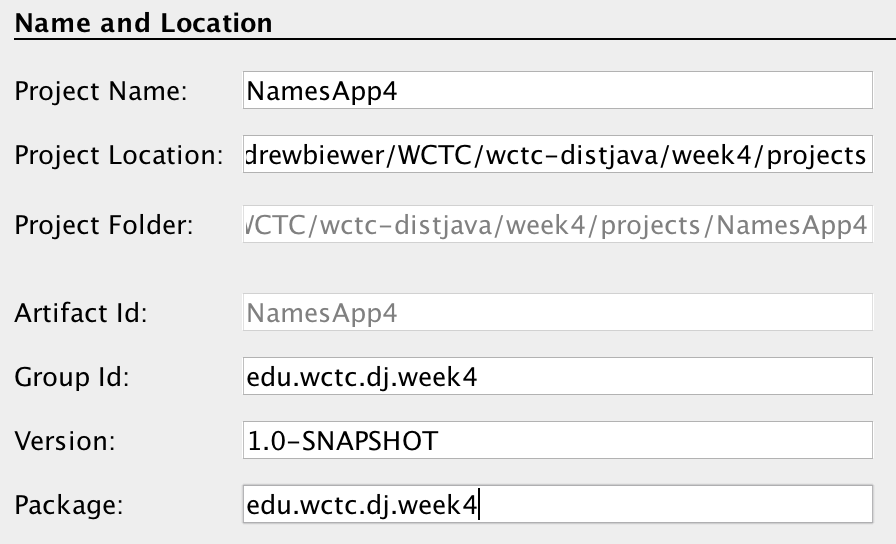 Name and Location
Project Name: NamesApp4
Project Location: drewbiewer/WCTC/wctc-distjava/week4/projects
Project Folder: WCTC/wctc-distjava/week4/projects/NamesApp4
Artifact Id: NamesApp4
Group Id: edu.wctc.dj.week4
Version: 1.0-SNAPSHOT
Package: edu.wctc.dj.week4